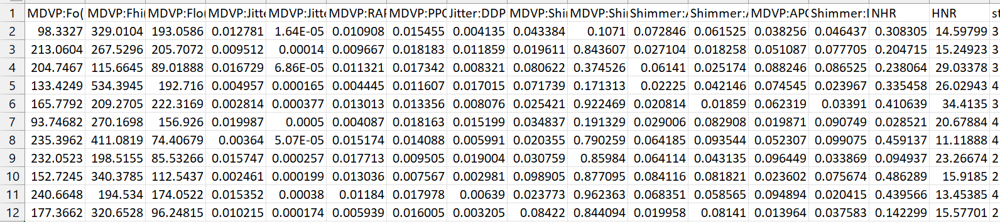 1 MDVP:Fo( MDVP:Fhi( MDVP:Flo( MDVP:Jitte MDVP:Jitte MDVP:RAP MDVP:PPQ Jitter:DDP MDVP:Shi MDVP:Shi Shimmer:A Shimmer:A MDVP:APQ Shimmer:D NHR HNR st
2 98.3327 329.0104 193.0586 0.012781 1.64E-05 0.010908 0.015455 0.004135 0.043384 0.1071 0.072846 0.061525 0.038256 0.046437 0.308305 14.59799 3
3 213.0604 267.5296 205.7072 0.009512 0.00014 0.009667 0.018183 0.011859 0.019611 0.843607 0.027104 0.018258 0.051087 0.077705 0.204715 15.24923 3
4 204.7467 115.6645 89.01888 0.016729 6.86E-05 0.011321 0.017342 0.008321 0.080622 0.374526 0.06141 0.025174 0.088246 0.086525 0.238064 29.03378 3
5 133.4249 534.3945 192.716 0.004957 0.000165 0.004445 0.011607 0.017015 0.071739 0.171313 0.02225 0.042146 0.074545 0.023967 0.335458 26.02943 4
6 165.7792 209.2705 222.3169 0.002814 0.000377 0.013013 0.013356 0.008076 0.025421 0.922469 0.020814 0.01859 0.062319 0.03391 0.410639 34.4135 3
7 93.74682 270.1698 156.926 0.019987 0.0005 0.004087 0.018163 0.015199 0.034837 0.191329 0.029006 0.082908 0.019871 0.090749 0.028521 20.67884 4
8 235.3962 411.0819 74.40679 0.00364 5.07E-05 0.015174 0.014088 0.005991 0.020355 0.790259 0.064185 0.093544 0.052307 0.099075 0.459137 11.11888 4
9 232.0523 198.5155 85.53266 0.015747 0.000257 0.017713 0.009505 0.019004 0.030759 0.85984 0.064114 0.043135 0.096449 0.033869 0.094937 23.26674 2
10 152.7245 340.3785 112.5437 0.002461 0.000199 0.013036 0.007567 0.002981 0.098905 0.877095 0.084116 0.081821 0.023602 0.075674 0.486289 15.9185 2
11 240.6648 194.534 174.0522 0.015352 0.00038 0.01184 0.017978 0.00639 0.023773 0.962363 0.068351 0.058565 0.094894 0.020415 0.439566 13.45385 4
12 177.3662 320.6528 96.24815 0.010215 0.000174 0.005939 0.016005 0.003205 0.08422 0.844094 0.019958 0.08141 0.013964 0.037583 0.142299 15.57701 2